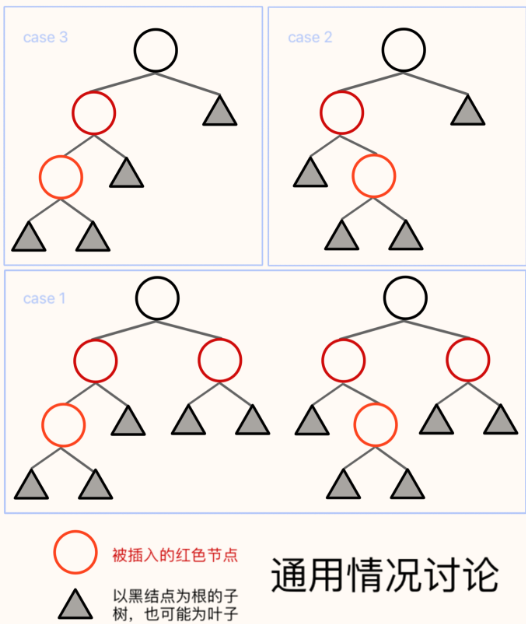 case 3
case 2
case 1
被插入的红色节点
以黑结点为根的子
树，也可能为叶子
通用情况讨论